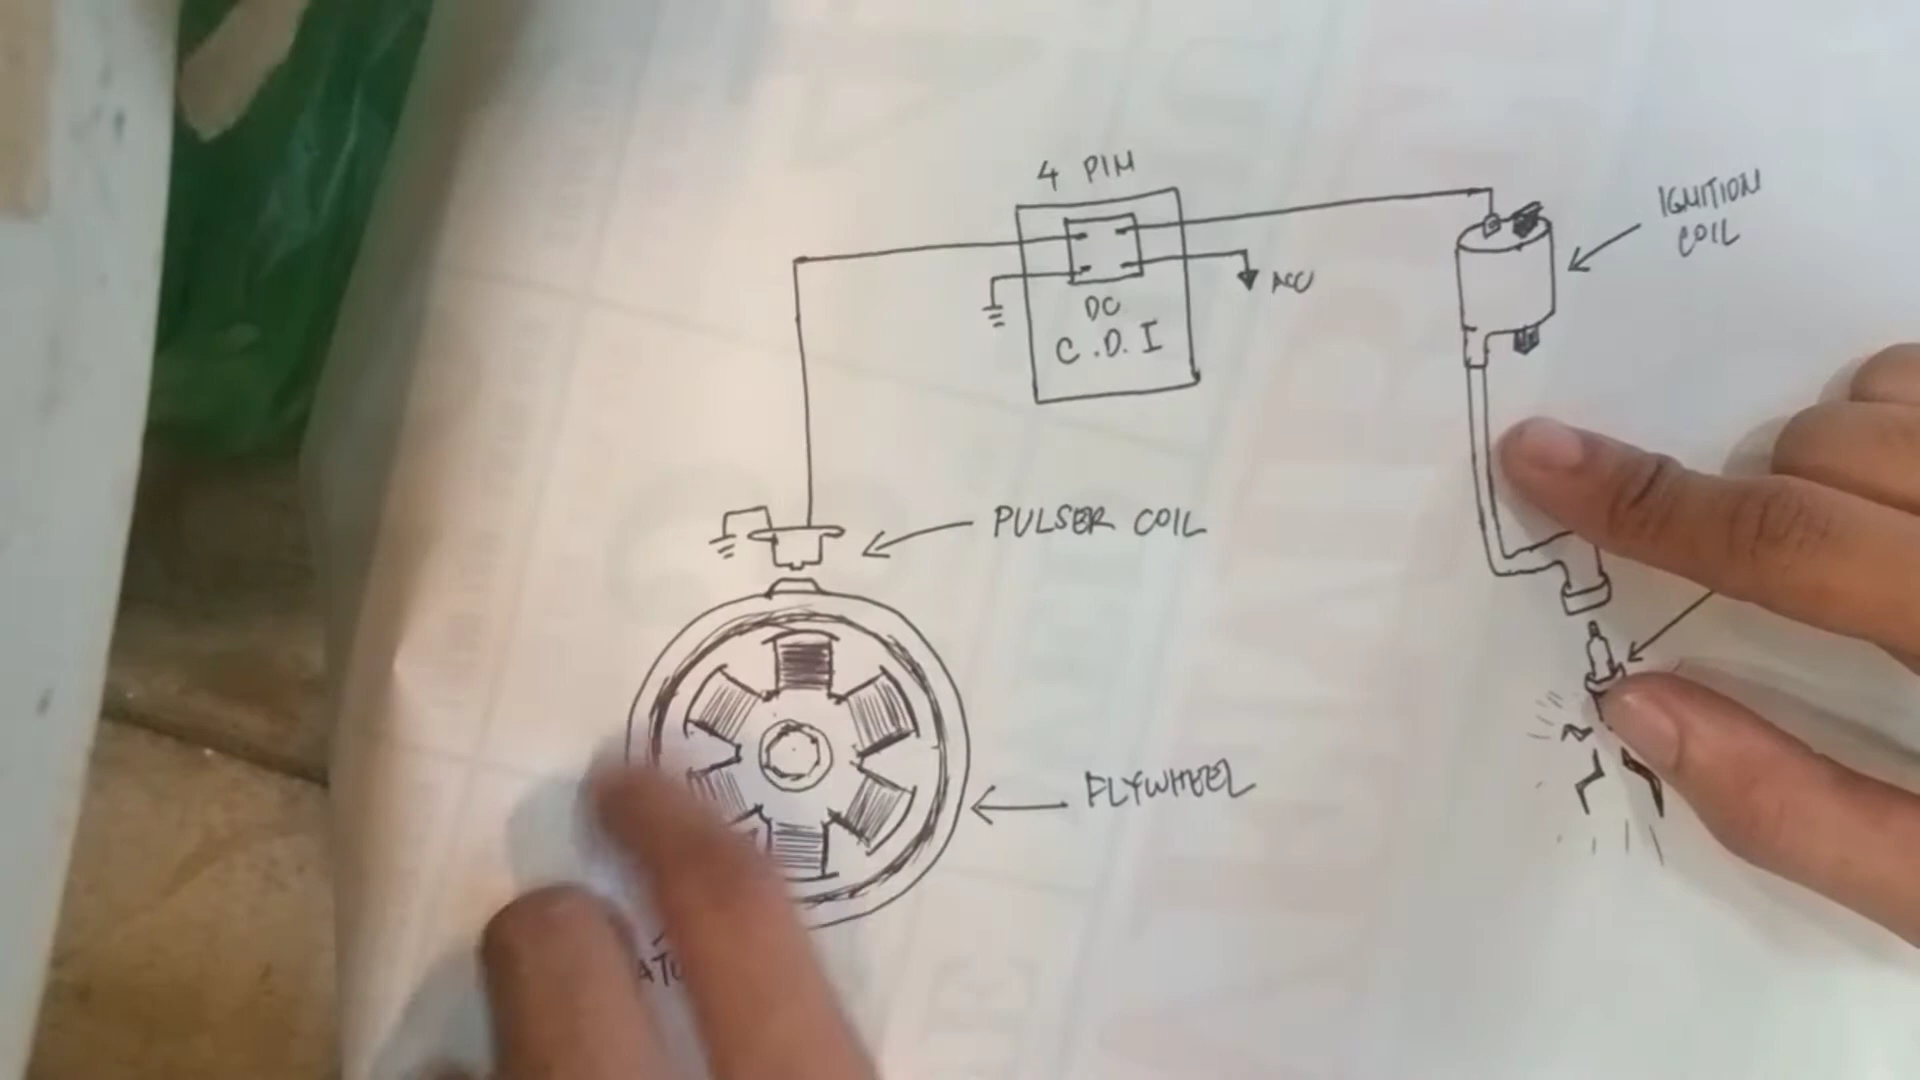 4 PIN
IGNITION
COIL
ACC
DC
C.D.I
PULSER COIL
FLYWHEEL